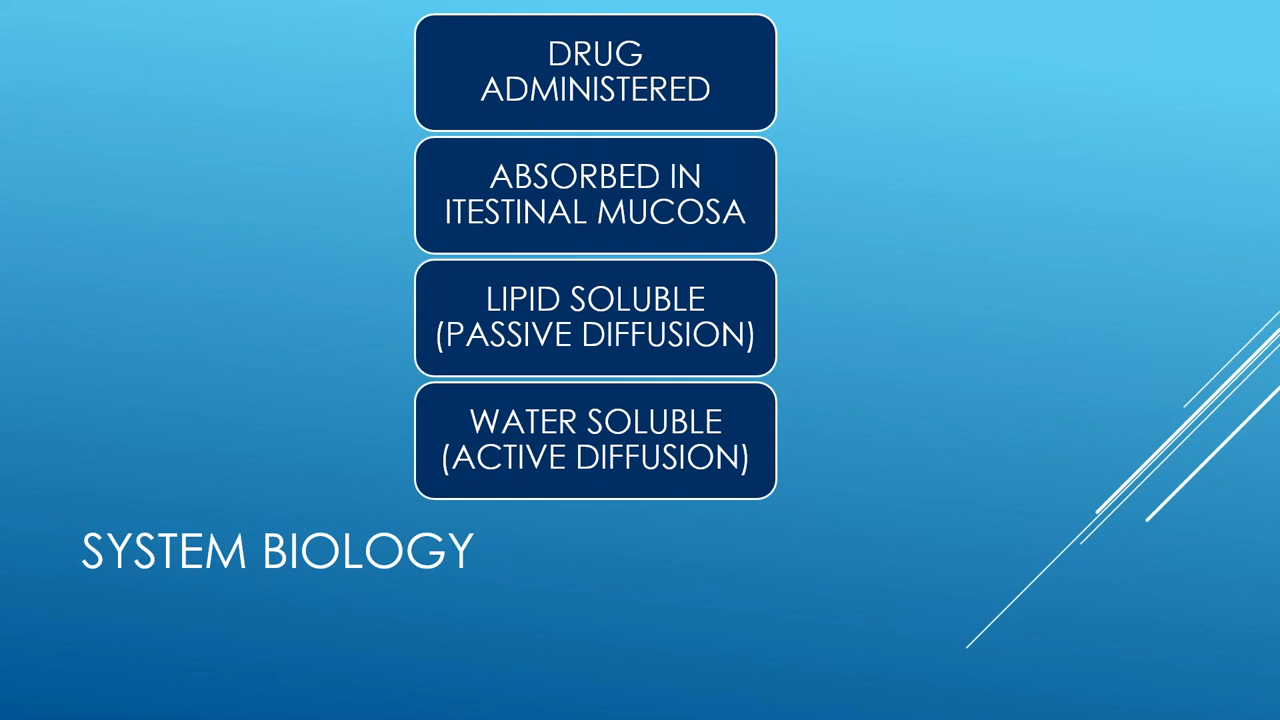 DRUG
ADMINISTERED
ABSORBED IN
ITESTINAL MUCOSA
LIPID SOLUBLE
(PASSIVE DIFFUSION)
WATER SOLUBLE
(ACTIVE DIFFUSION)
SYSTEM BIOLOGY